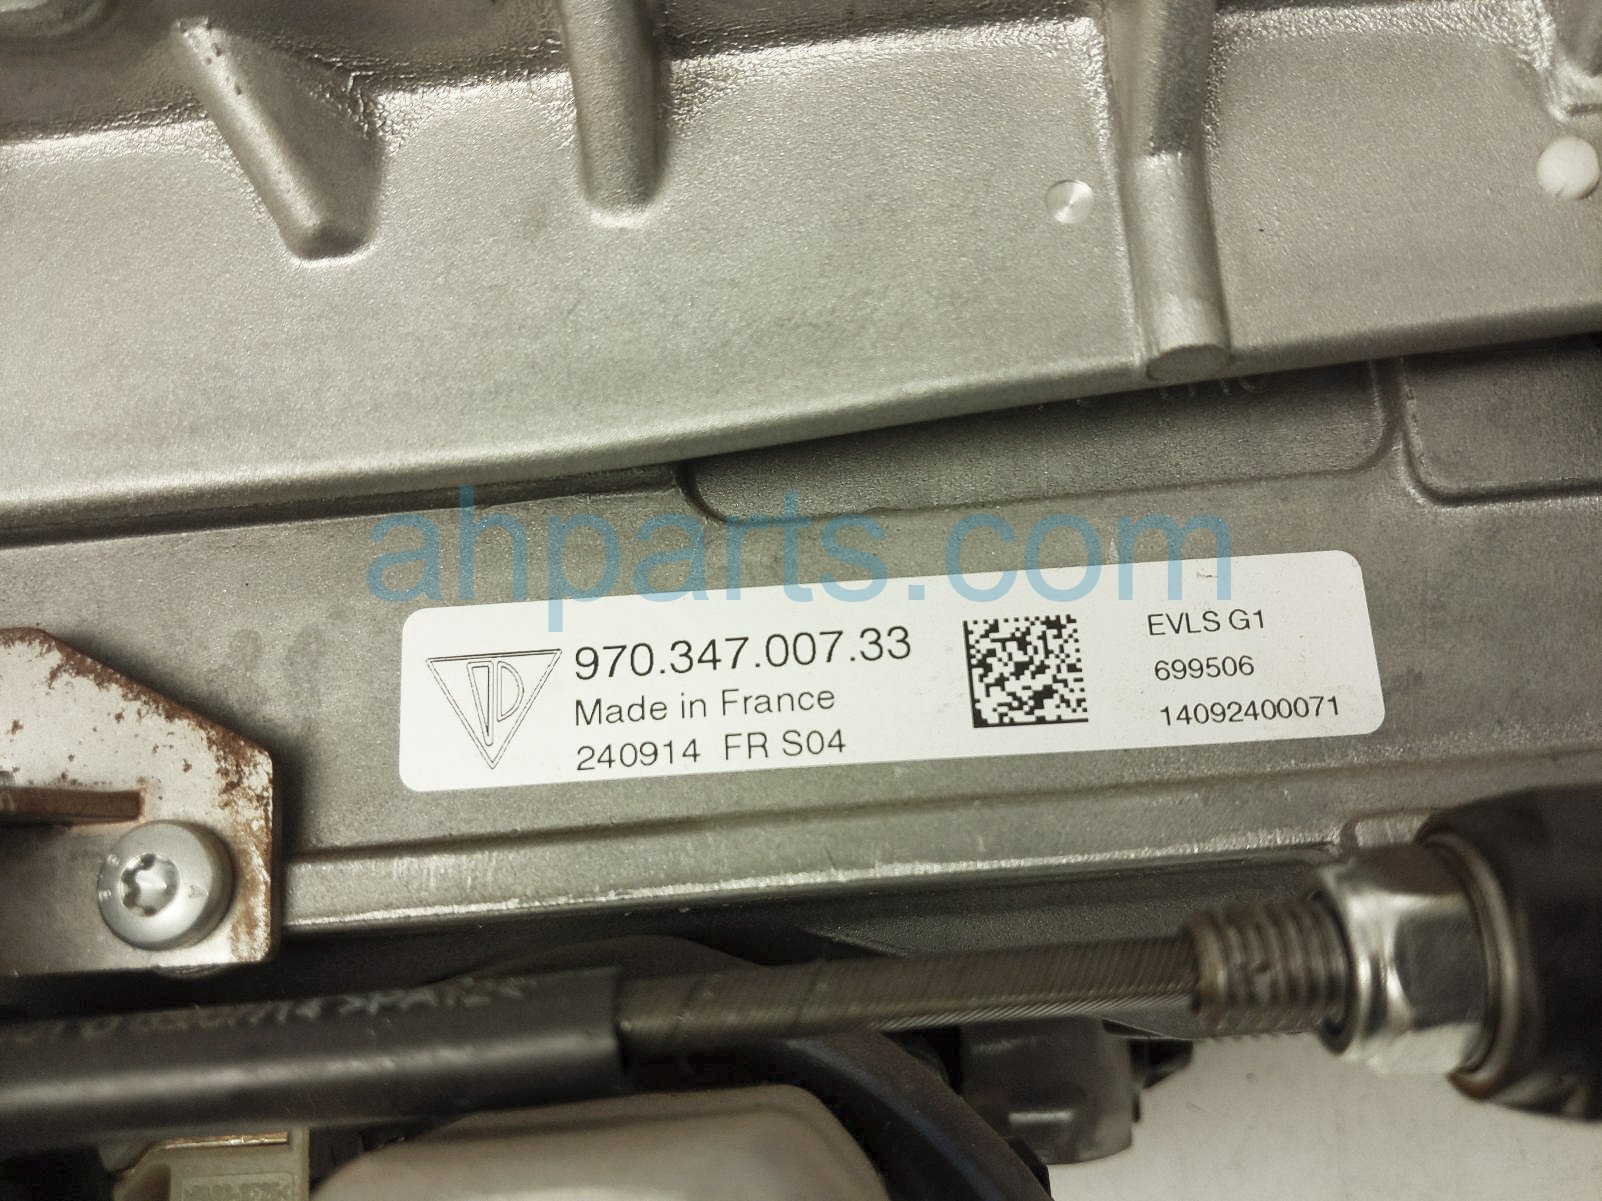 ahparts.com
970.347.007.33
Made in France
240914 FR S04
EVLS G1
699506
14092400071